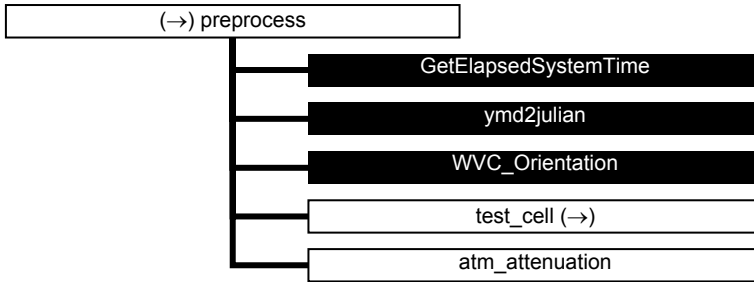 (→) preprocess
GetElapsedSystemTime
ymd2julian
WVC_Orientation
test_cell (→)
atm_attenuation